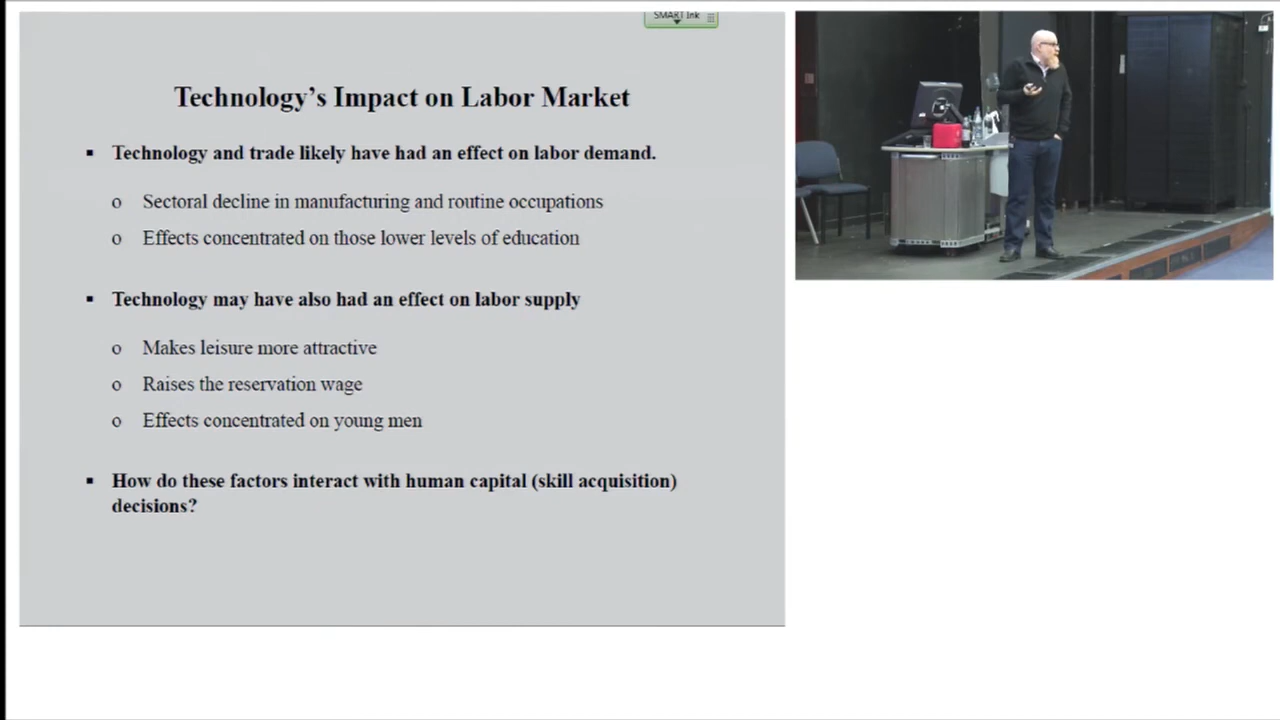 SMART Ink
Technology's Impact on Labor Market
▪ Technology and trade likely have had an effect on labor demand.
o Sectoral decline in manufacturing and routine occupations
o Effects concentrated on those lower levels of education
▪ Technology may have also had an effect on labor supply
o Makes leisure more attractive
o Raises the reservation wage
o Effects concentrated on young men
▪ How do these factors interact with human capital (skill acquisition)
decisions?